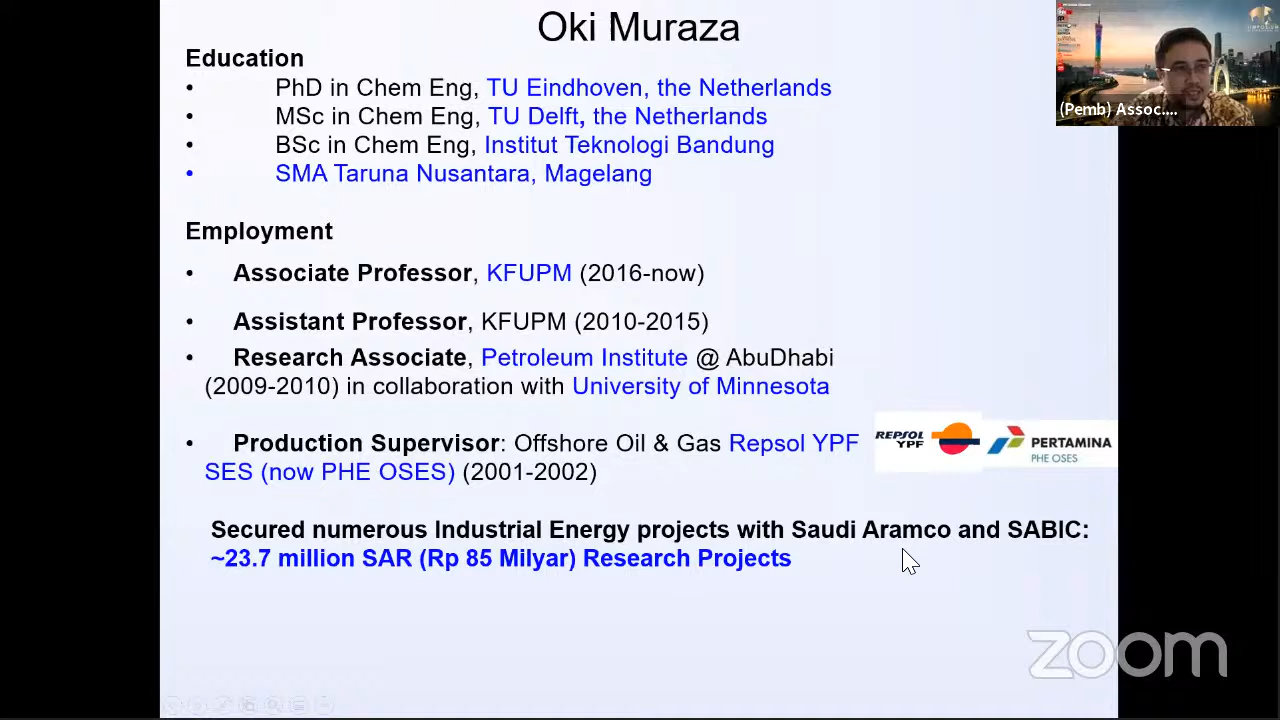 Oki Muraza
Education
• PhD in Chem Eng, TU Eindhoven, the Netherlands
• MSc in Chem Eng, TU Delft, the Netherlands
• BSc in Chem Eng, Institut Teknologi Bandung
• SMA Taruna Nusantara, Magelang
Employment
• Associate Professor, KFUPM (2016-now)
• Assistant Professor, KFUPM (2010-2015)
• Research Associate, Petroleum Institute @ AbuDhabi
(2009-2010) in collaboration with University of Minnesota
• Production Supervisor: Offshore Oil & Gas Repsol YPF
SES (now PHE OSES) (2001-2002)
REPSOL
YPF
PERTAMINA
PHE OSES
Secured numerous Industrial Energy projects with Saudi Aramco and SABIC:
~23.7 million SAR (Rp 85 Milyar) Research Projects
(Pemb) Assoc....
zoom